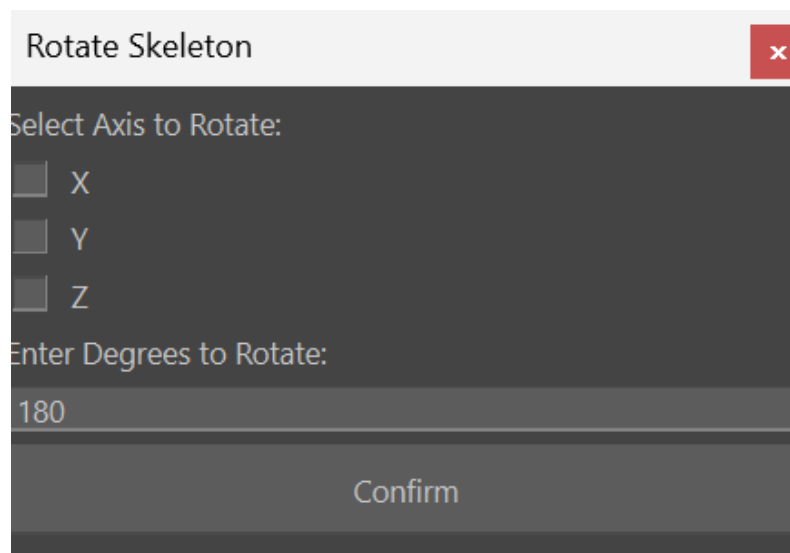 Rotate Skeleton
Select Axis to Rotate:
X
Y
Z
Enter Degrees to Rotate:
180
Confirm